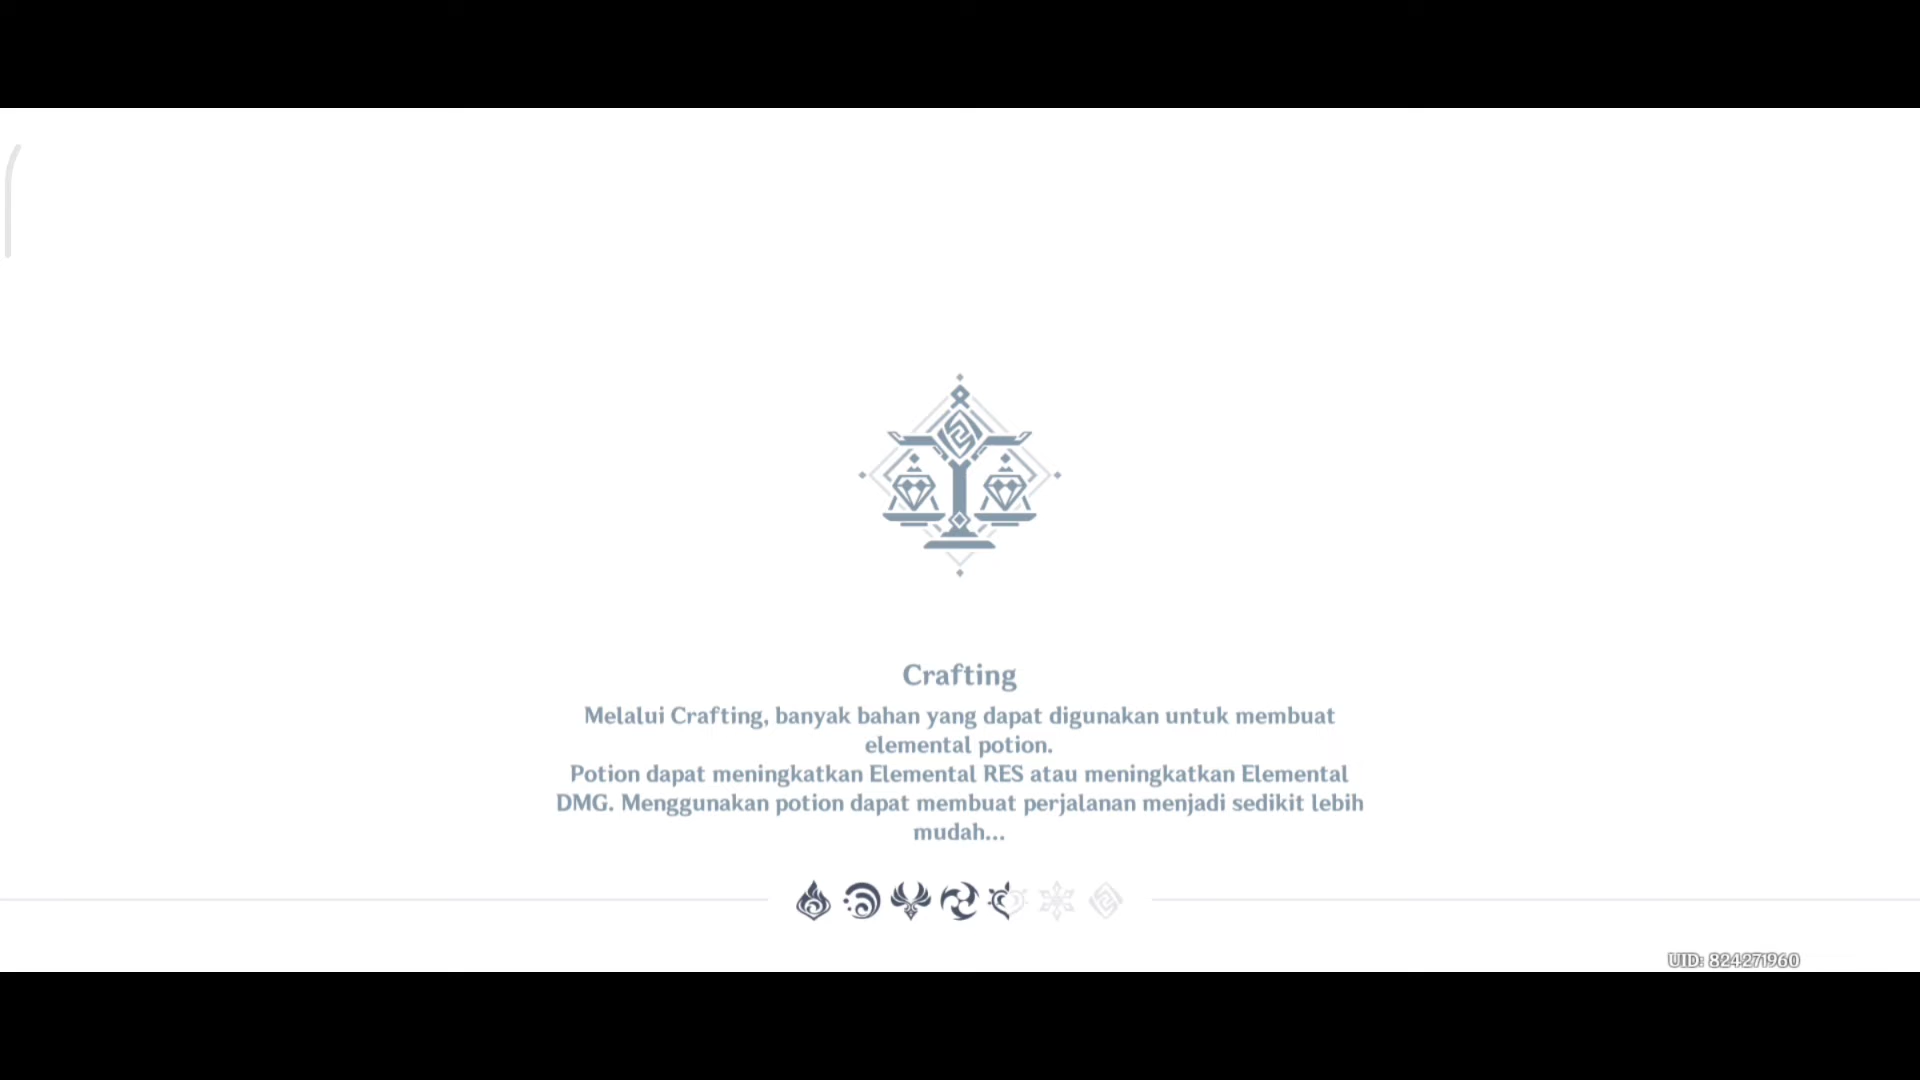 Crafting
Melalui Crafting, banyak bahan yang dapat digunakan untuk membuat
elemental potion.
Potion dapat meningkatkan Elemental RES atau meningkatkan Elemental
DMG. Menggunakan potion dapat membuat perjalanan menjadi sedikit lebih
mudah...
UID: 824271960